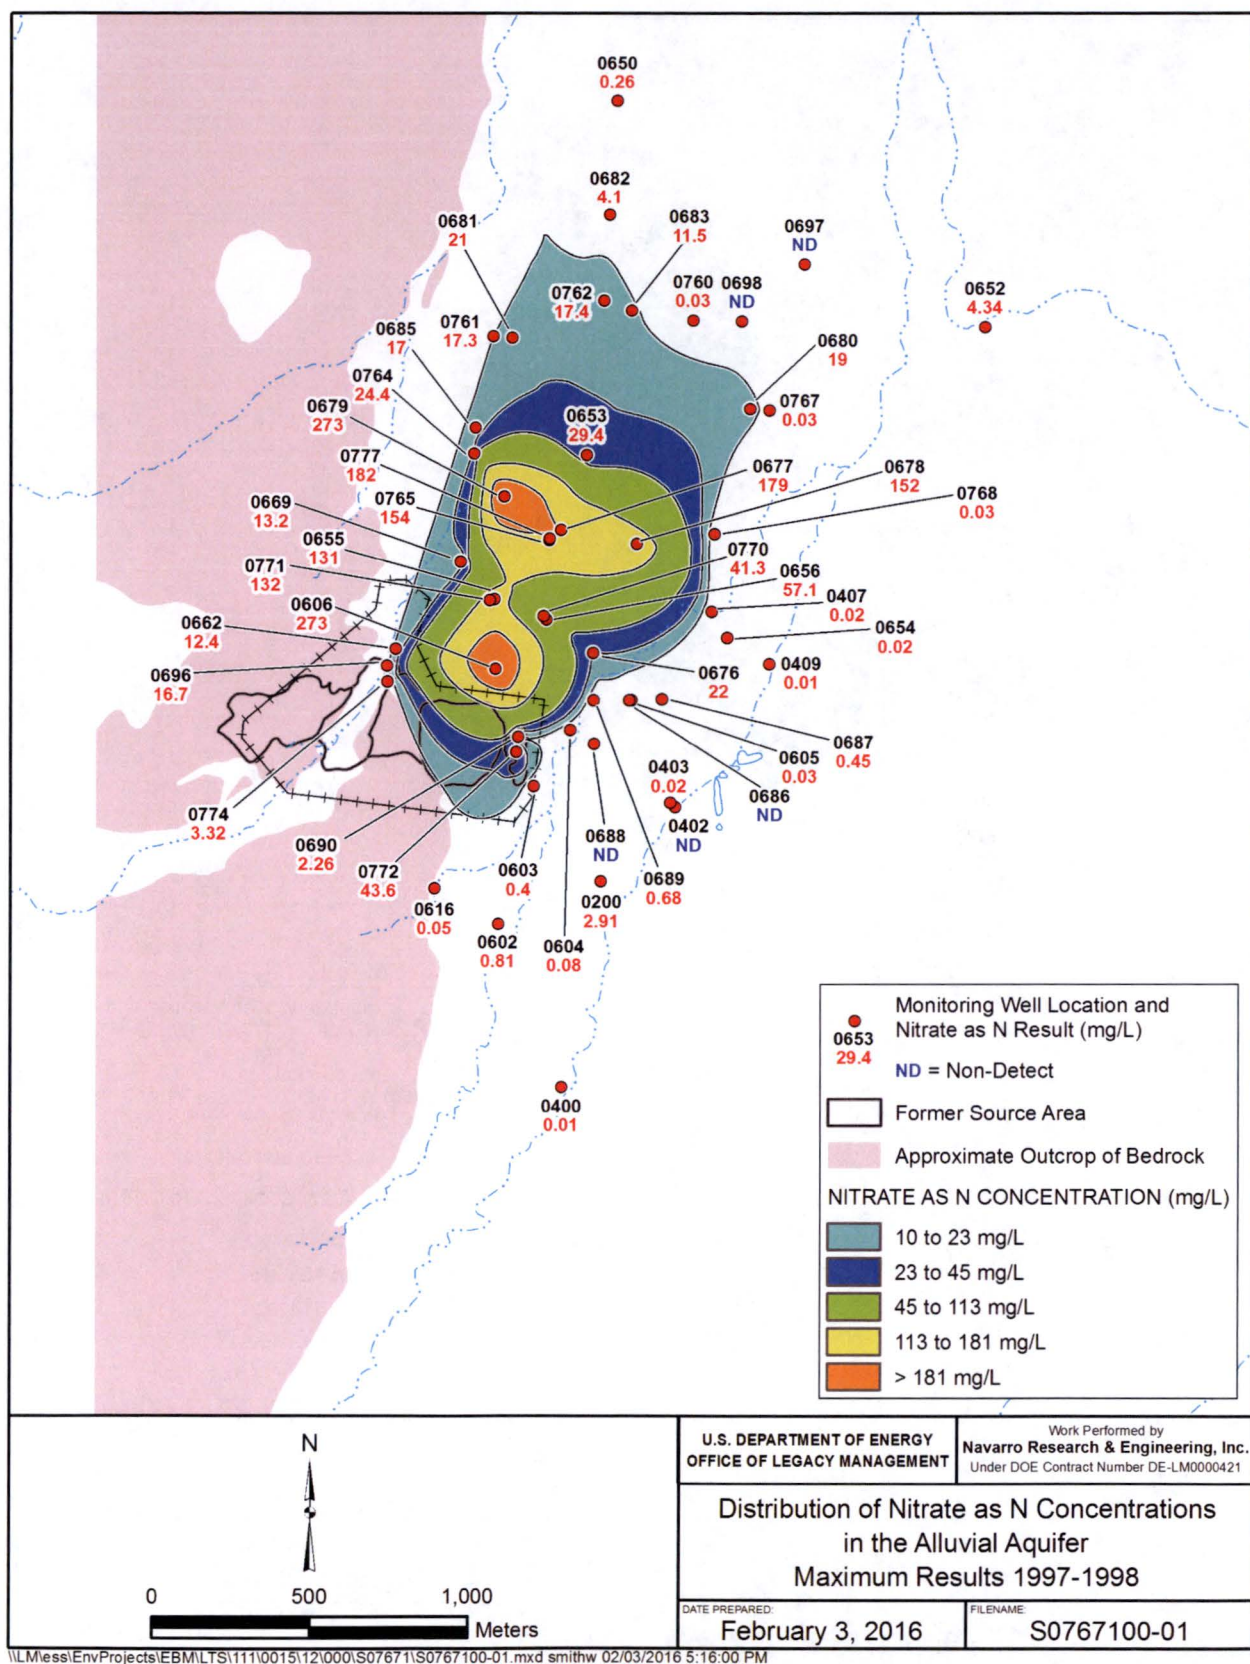 0650
0.26
0682
4.1
0681
21
0683
11.5
0697
ND
0762
17.4
0760
0.03
0698
ND
0652
4.34
0685
17
0761
17.3
0680
19
0764
24.4
0679
273
0653
29.4
0767
0.03
0777
182
0677
179
0678
152
0765
154
0768
0.03
0669
13.2
0655
131
0770
41.3
0771
132
0656
57.1
0407
0.02
0606
273
0662
12.4
0654
0.02
0696
16.7
0676
22
0409
0.01
0687
0.45
0605
0.03
0403
0.02
0686
ND
0774
3.32
0402
ND
0688
ND
0690
2.26
0772
43.6
0603
0.4
0689
0.68
0616
0.05
0200
2.91
0602
0.81
0604
0.08
0400
0.01
Monitoring Well Location and
Nitrate as N Result (mg/L)
0653
29.4
ND = Non-Detect
Former Source Area
Approximate Outcrop of Bedrock
NITRATE AS N CONCENTRATION (mg/L)
10 to 23 mg/L
23 to 45 mg/L
45 to 113 mg/L
113 to 181 mg/L
> 181 mg/L
N
0 500 1,000
Meters
U.S. DEPARTMENT OF ENERGY
OFFICE OF LEGACY MANAGEMENT
Work Performed by
Navarro Research & Engineering, Inc.
Under DOE Contract Number DE-LM0000421
Distribution of Nitrate as N Concentrations
in the Alluvial Aquifer
Maximum Results 1997-1998
DATE PREPARED:
February 3, 2016
FILENAME:
S0767100-01
\\LM\ess\EnvProjects\EBM\LTS\111\0015\12\000\S07671\S0767100-01.mxd smithw 02/03/2016 5:16:00 PM